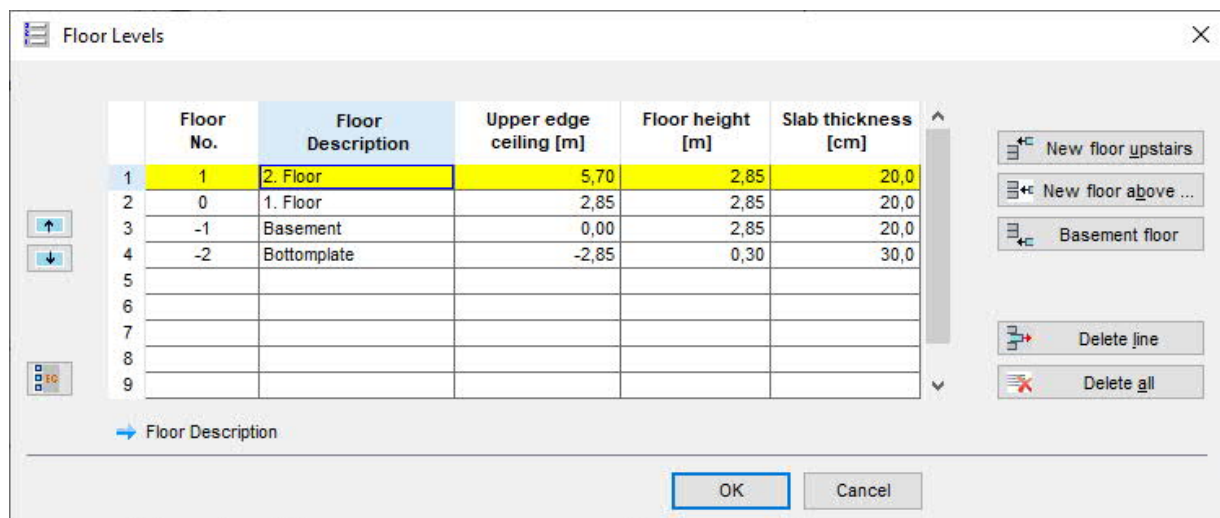 Floor Levels
Floor No. Floor Description Upper edge ceiling [m] Floor height [m] Slab thickness [cm]
1 1 2. Floor 5,70 2,85 20,0
2 0 1. Floor 2,85 2,85 20,0
3 -1 Basement 0,00 2,85 20,0
4 -2 Bottomplate -2,85 0,30 30,0
5
6
7
8
9
New floor upstairs
New floor above ...
Basement floor
Delete line
Delete all
EG
Floor Description
OK Cancel